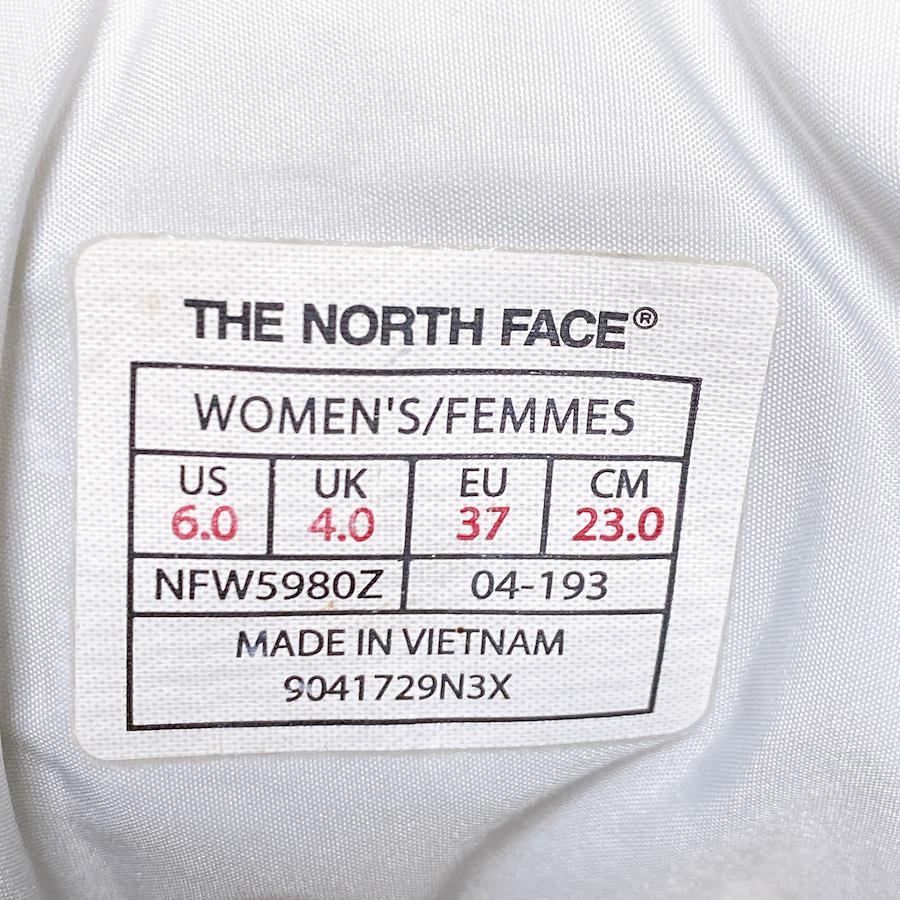 THE NORTH FACE®
WOMEN'S/FEMMES
US UK EU CM
6.0 4.0 37 23.0
NFW5980Z 04-193
MADE IN VIETNAM
9041729N3X